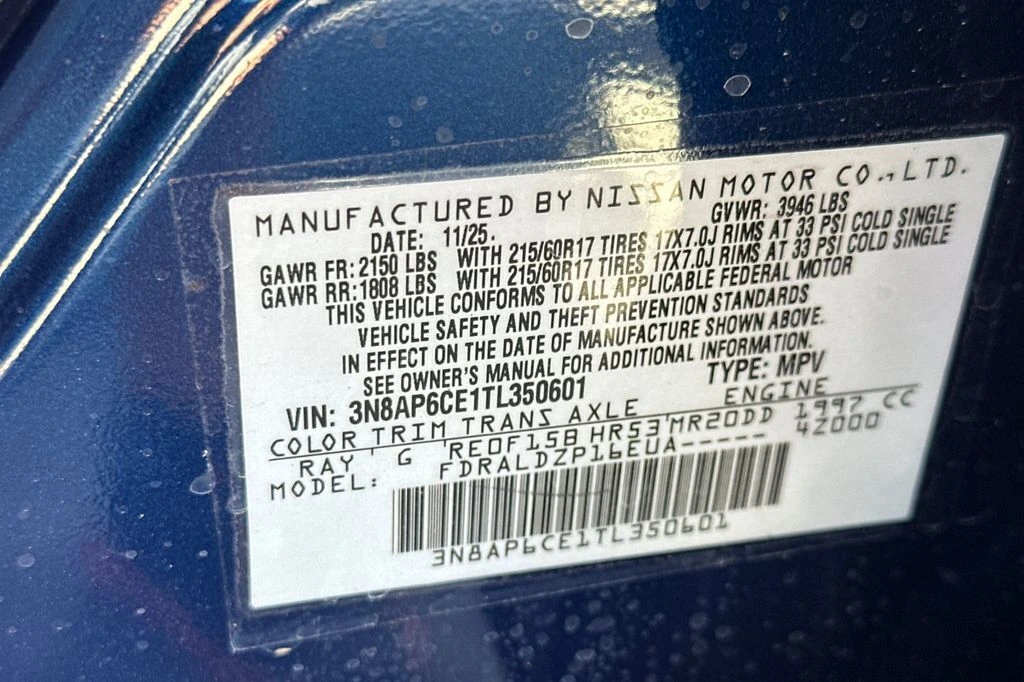 MANUFACTURED BY NISSAN MOTOR CO.,LTD.
DATE: 11/25. GVWR: 3946 LBS
GAWR FR: 2150 LBS WITH 215/60R17 TIRES 17X7.0J RIMS AT 33 PSI COLD SINGLE
GAWR RR: 1808 LBS WITH 215/60R17 TIRES 17X7.0J RIMS AT 33 PSI COLD SINGLE
THIS VEHICLE CONFORMS TO ALL APPLICABLE FEDERAL MOTOR
VEHICLE SAFETY AND THEFT PREVENTION STANDARDS
IN EFFECT ON THE DATE OF MANUFACTURE SHOWN ABOVE.
SEE OWNER'S MANUAL FOR ADDITIONAL INFORMATION.
VIN: 3N8AP6CE1TL350601 TYPE: MPV
COLOR TRIM TRANS AXLE ENGINE
RAY ' G 'RE0F15B HR53'MR20DD 1997 CC
MODEL: FDRALDZP16EUA----- 4Z000
3N8AP6CE1TL350601